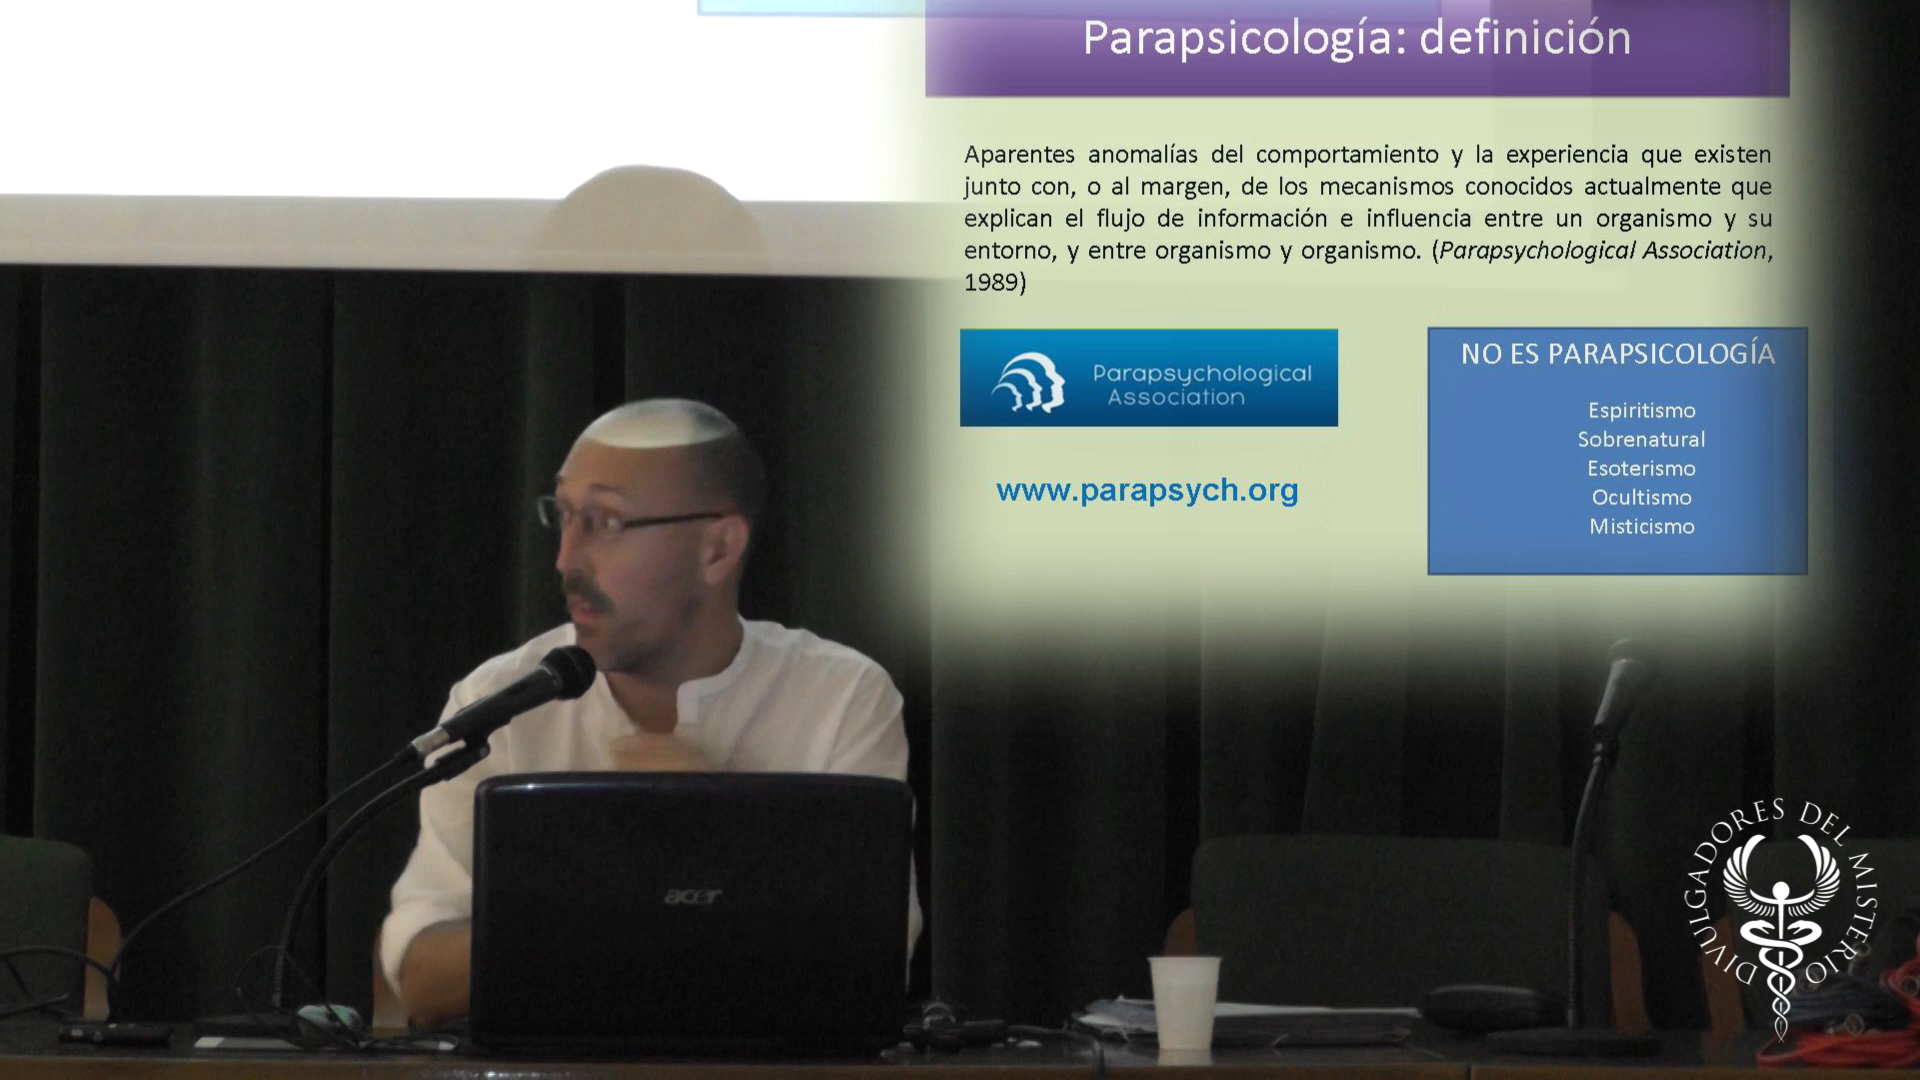 Parapsicología: definición
Aparentes anomalías del comportamiento y la experiencia que existen
junto con, o al margen, de los mecanismos conocidos actualmente que
explican el flujo de información e influencia entre un organismo y su
entorno, y entre organismo y organismo. (Parapsychological Association,
1989)
Parapsychological
Association
www.parapsych.org
NO ES PARAPSICOLOGÍA
Espiritismo
Sobrenatural
Esoterismo
Ocultismo
Misticismo
acer
DIVULGADORES DEL MISTERIO